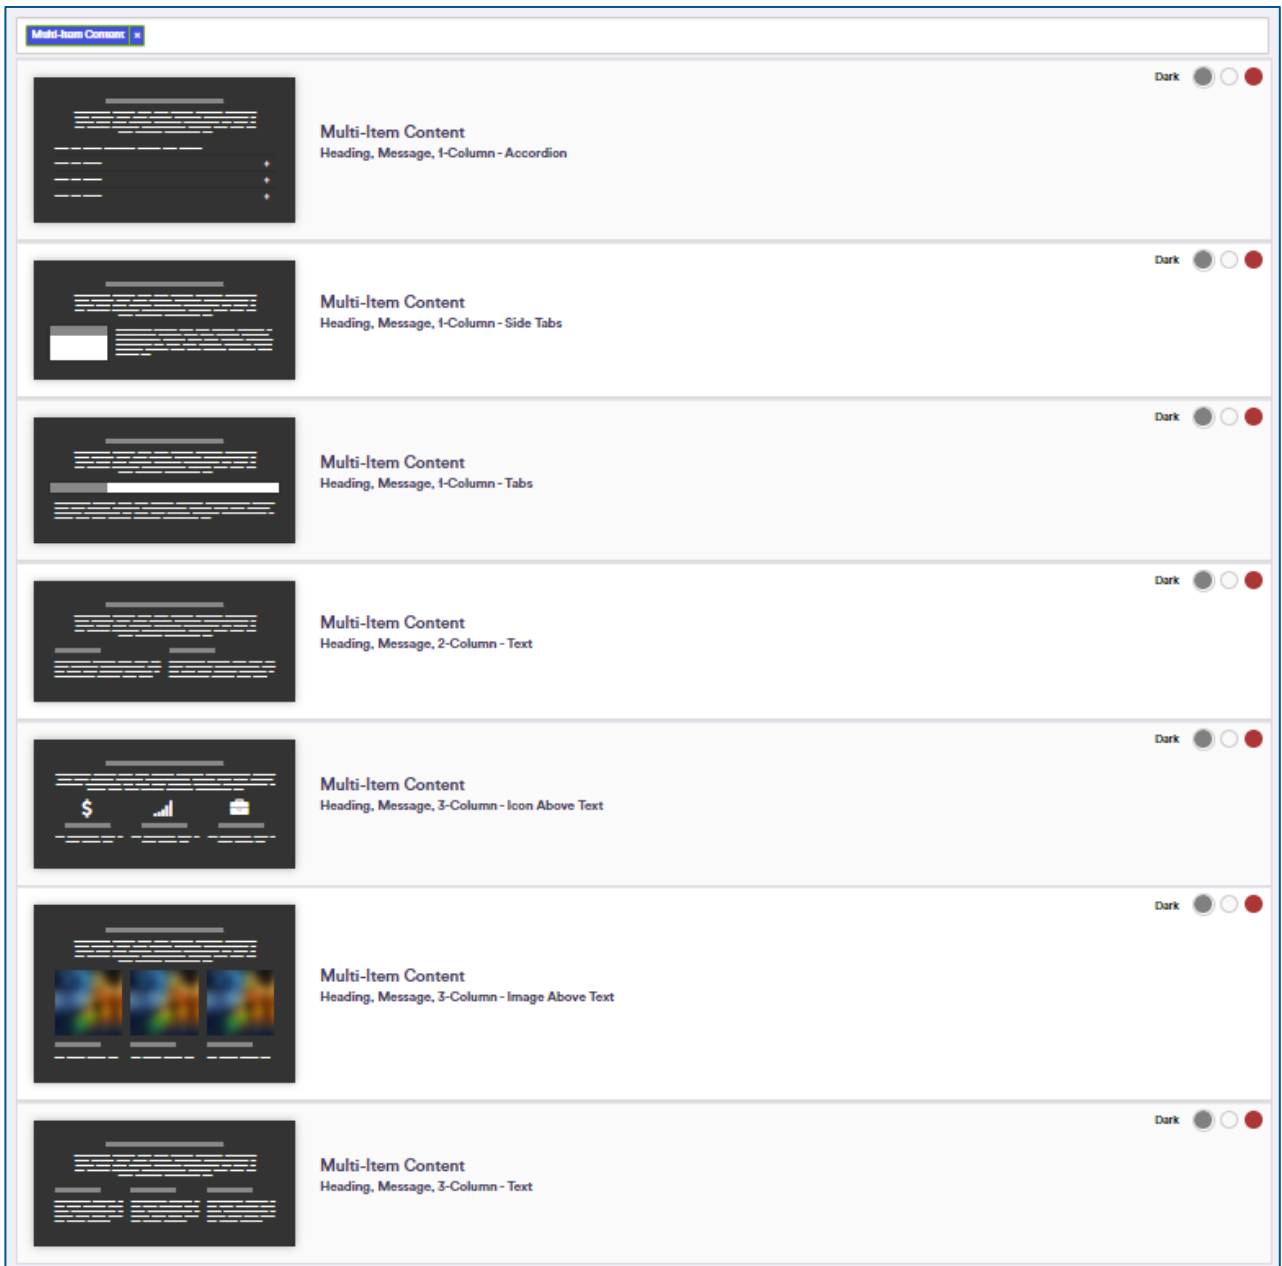 Multi-Item Content ×
Dark
Multi-Item Content
Heading, Message, 1-Column - Accordion
Dark
Multi-Item Content
Heading, Message, 1-Column - Side Tabs
Dark
Multi-Item Content
Heading, Message, 1-Column - Tabs
Dark
Multi-Item Content
Heading, Message, 2-Column - Text
Dark
Multi-Item Content
Heading, Message, 3-Column - Icon Above Text
Dark
Multi-Item Content
Heading, Message, 3-Column - Image Above Text
Dark
Multi-Item Content
Heading, Message, 3-Column - Text